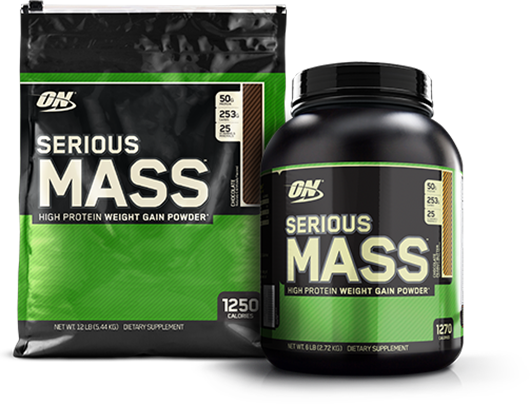 ON
50G
253G
25
SERIOUS
MASS
HIGH PROTEIN WEIGHT GAIN POWDER
CHOCOLATE
1250
CALORIES
NET WT. 12 LB (5.44 KG) DIETARY SUPPLEMENT
ON
50G
253G
25
SERIOUS
MASS
HIGH PROTEIN WEIGHT GAIN POWDER
CHOCOLATE
1270
CALORIES
NET WT. 6 LB (2.72 KG) DIETARY SUPPLEMENT